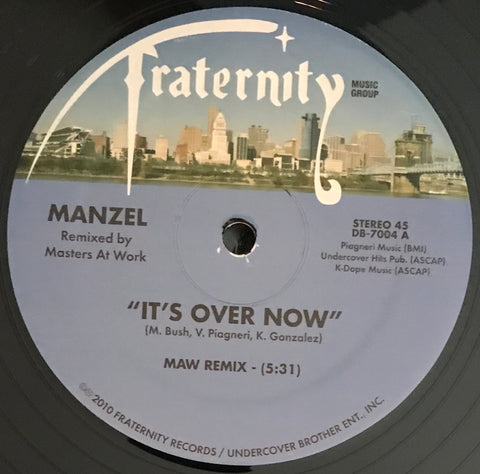 Fraternity MUSIC
GROUP
MANZEL
Remixed by
Masters At Work
STEREO 45
DB-7004 A
Piagneri Music (BMI)
Undercover Hits Pub. (ASCAP)
K-Dope Music (ASCAP)
"IT'S OVER NOW"
(M. Bush, V. Piagneri, K. Gonzalez)
MAW REMIX - (5:31)
©℗ 2010 FRATERNITY RECORDS / UNDERCOVER BROTHER ENT., INC.